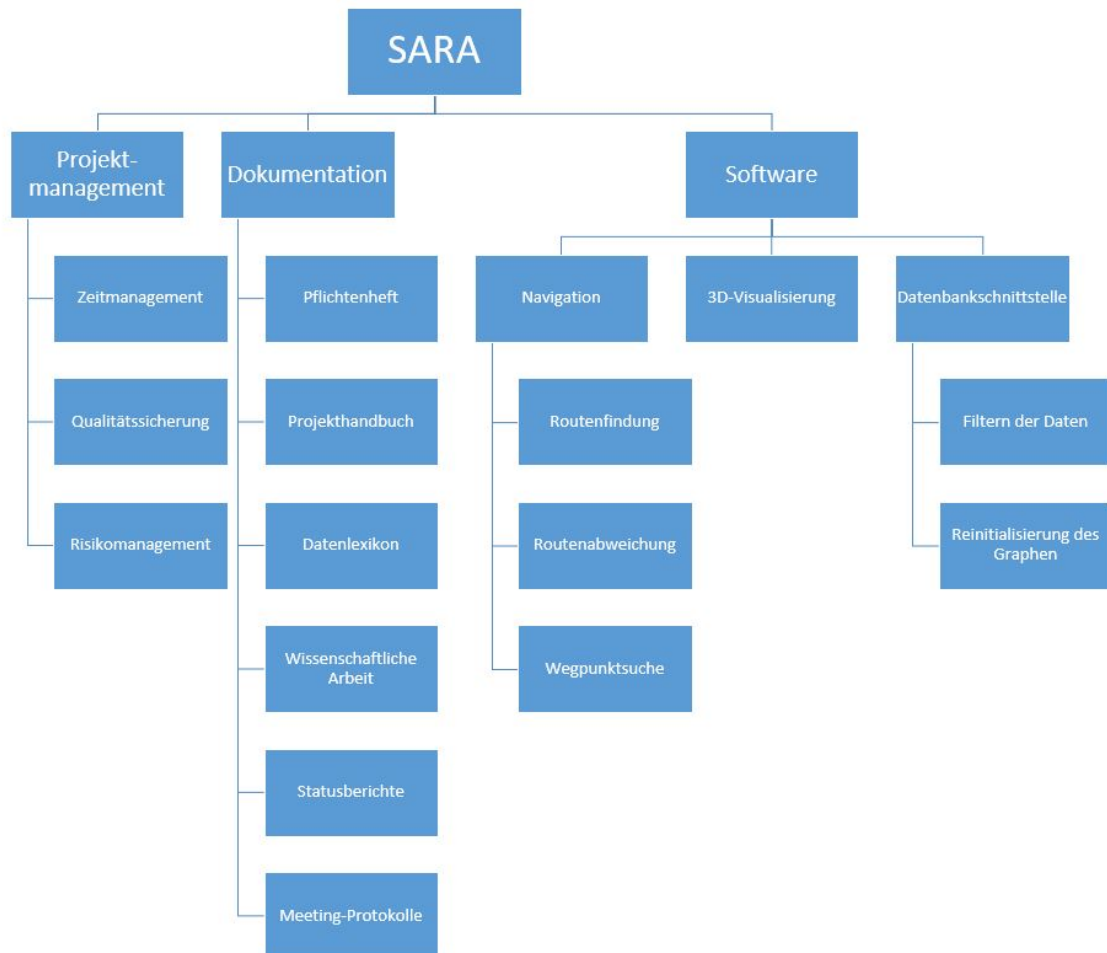 SARA
Projekt-
management
Dokumentation
Software
Zeitmanagement
Qualitätssicherung
Risikomanagement
Pflichtenheft
Projekthandbuch
Datenlexikon
Wissenschaftliche
Arbeit
Statusberichte
Meeting-Protokolle
Navigation
Routenfindung
Routenabweichung
Wegpunktsuche
3D-Visualisierung
Datenbankschnittstelle
Filtern der Daten
Reinitialisierung des
Graphen